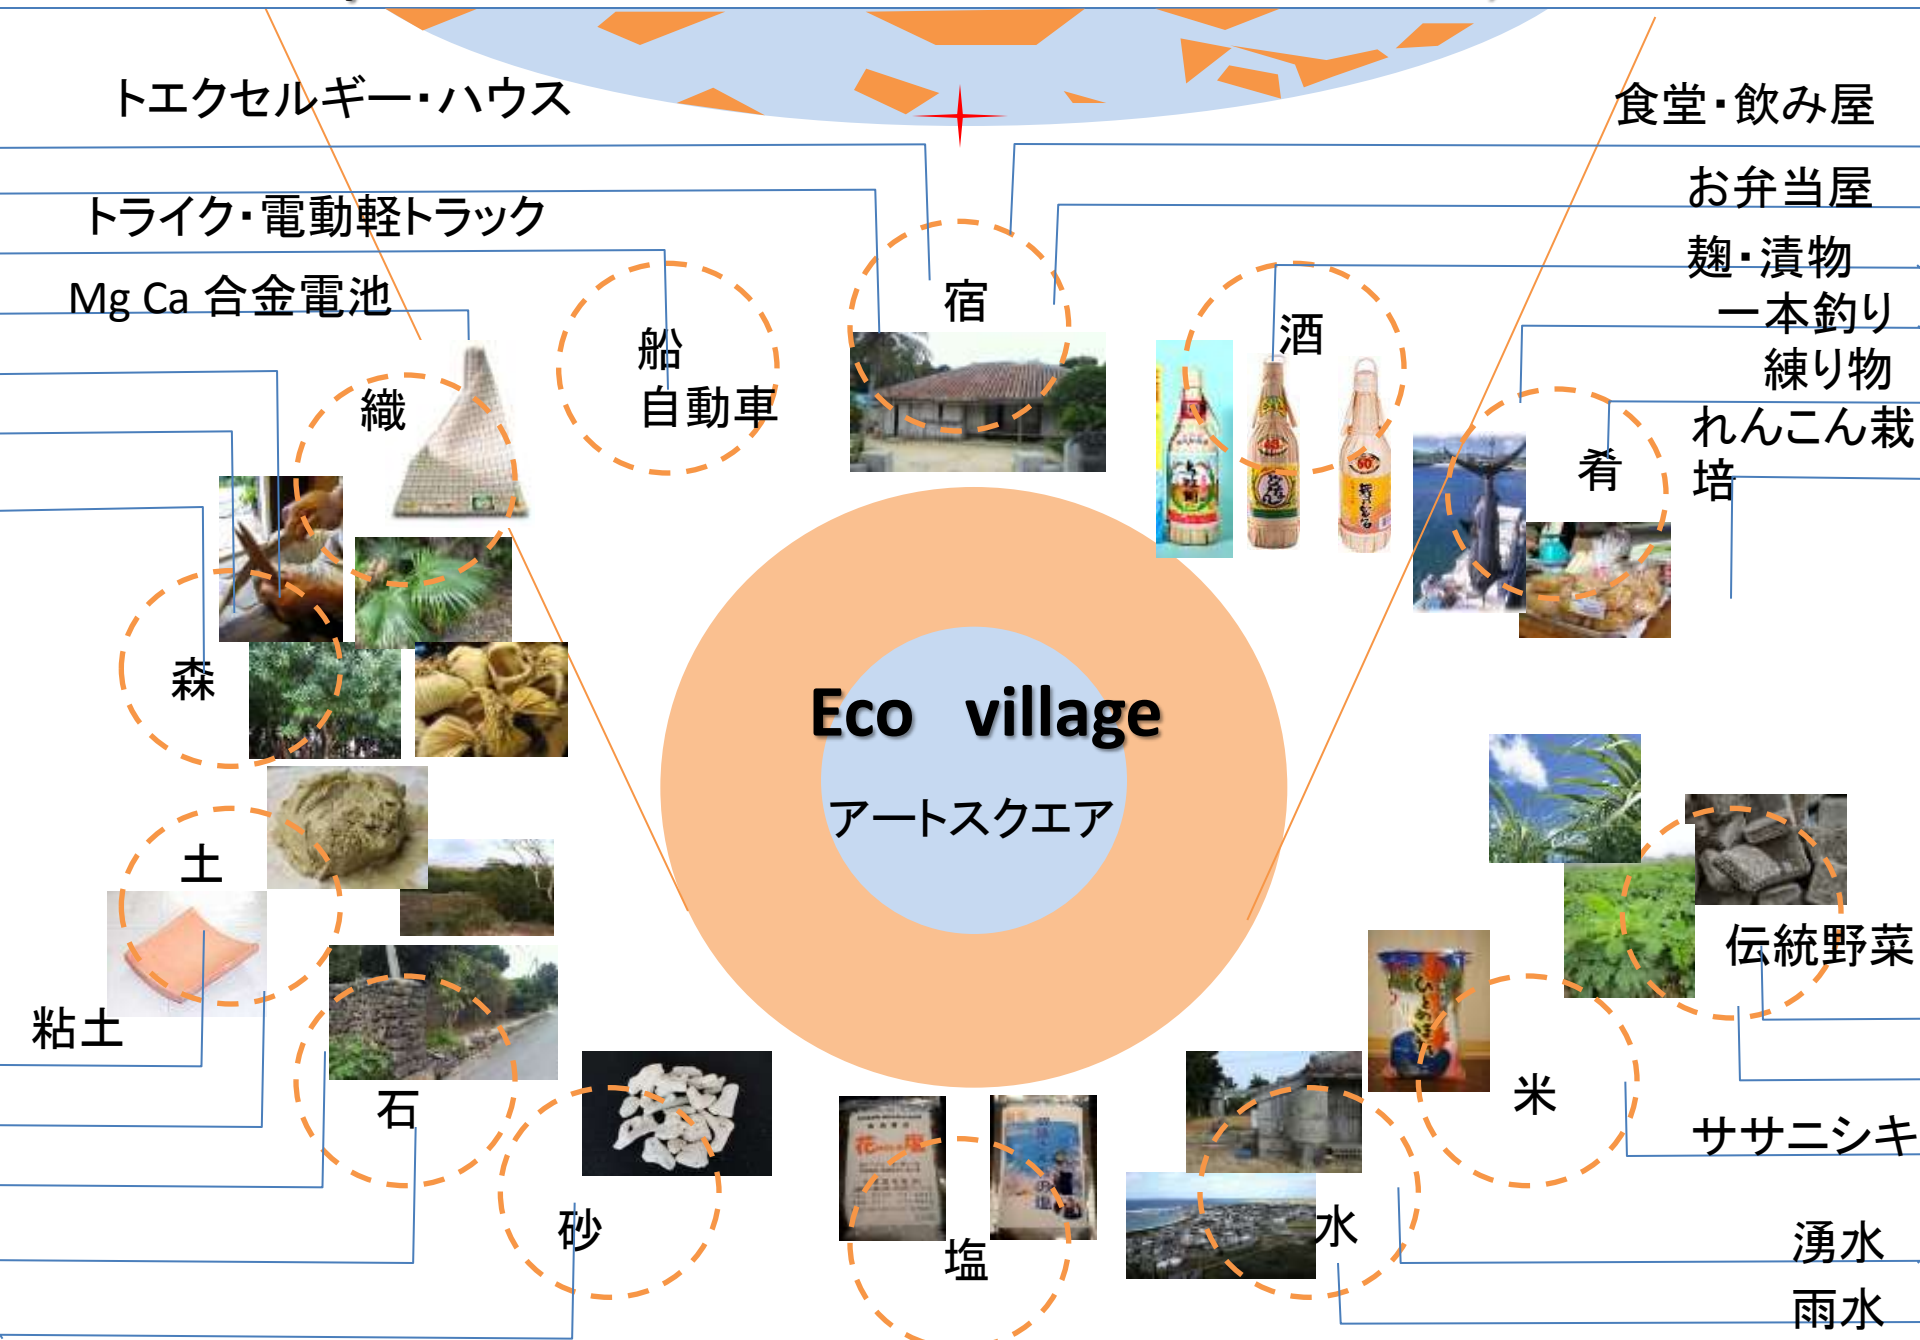 トエクセルギー・ハウス
食堂・飲み屋
お弁当屋
トライク・電動軽トラック
麹・漬物
Mg Ca 合金電池
宿
一本釣り
酒
船
自動車
練り物
織
れんこん栽
培
肴
森
Eco village
アートスクエア
土
伝統野菜
粘土
石
米
ササニシキ
砂
塩
水
湧水
雨水